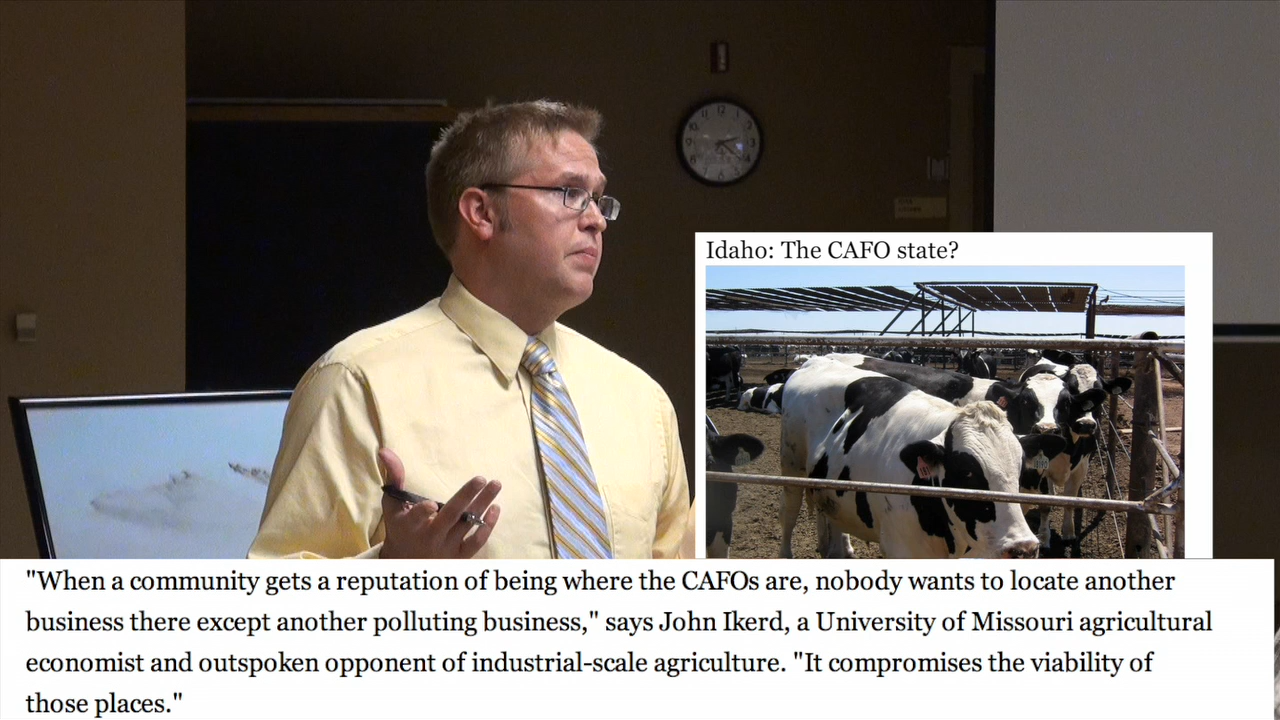 Idaho: The CAFO state?
"When a community gets a reputation of being where the CAFOs are, nobody wants to locate another
business there except another polluting business," says John Ikerd, a University of Missouri agricultural
economist and outspoken opponent of industrial-scale agriculture. "It compromises the viability of
those places."